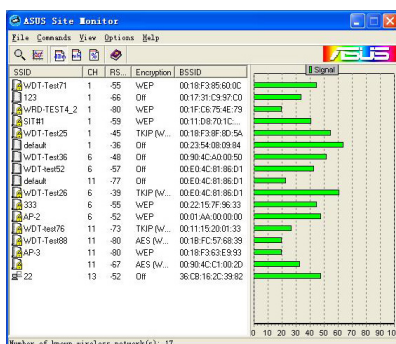 ASUS Site Monitor
File Commands View Options Help
/SUS
SSID CH RS... Encryption BSSID Signal
WDT-Test71 1 -55 WEP 00:18:F3:85:60:0C
123 1 -66 Off 00:17:31:C9:97:C0
WRD-TEST4_2 1 -80 WEP 00:1F:C6:75:4E:79
SIT#1 1 -59 WEP 00:11:D8:70:1C:...
WDT-Test25 1 -45 TKIP (W... 00:18:F3:8F:8D:5A
default 1 -36 Off 00:23:54:08:09:84
WDT-Test36 6 -48 Off 00:90:4C:A0:00:50
WDT-test52 6 -57 Off 00:E0:4C:81:86:D1
default 11 -77 Off 00:E0:4C:81:86:D1
WDT-Test26 6 -39 TKIP (W... 00:E0:4C:81:86:D1
333 6 -55 WEP 00:22:15:7F:96:33
AP-2 6 -52 WEP 00:01:AA:00:00:00
WDT-test76 11 -73 TKIP (W... 00:11:15:20:01:33
WDT-Test88 11 -80 AES (W... 00:1B:FC:57:68:39
AP-3 11 -80 WEP 00:18:F3:63:E9:93
11 -67 AES (W... 00:90:4C:C1:00:2D
22 13 -52 Off 36:CB:16:2C:39:82
0 10 20 30 40 50 60 70 80 90 10
Number of known wireless network(s): 17